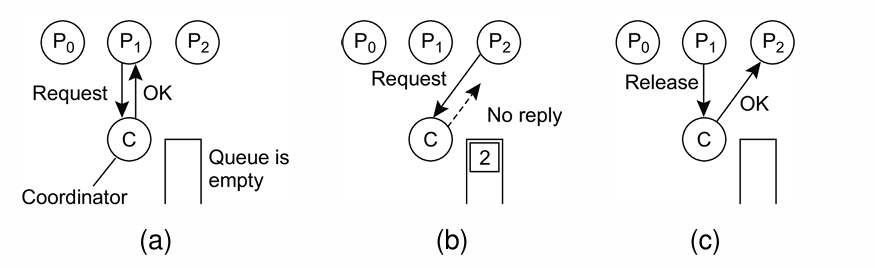 P0 P1 P2
Request OK
C
Queue is
empty
Coordinator
(a)
P0 P1 P2
Request
No reply
C
2
(b)
P0 P1 P2
Release
OK
C
(c)